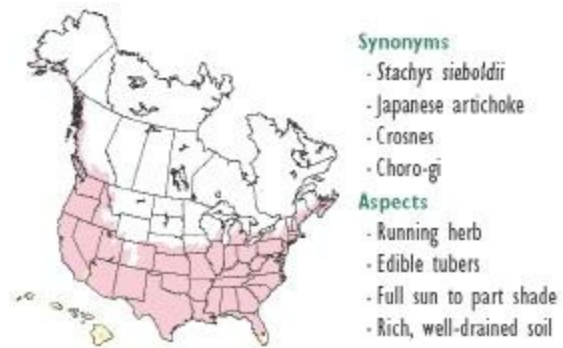 Synonyms
- Stachys sieboldii
- Japanese artichoke
- Crosnes
- Choro-gi
Aspects
- Running herb
- Edible tubers
- Full sun to part shade
- Rich, well-drained soil